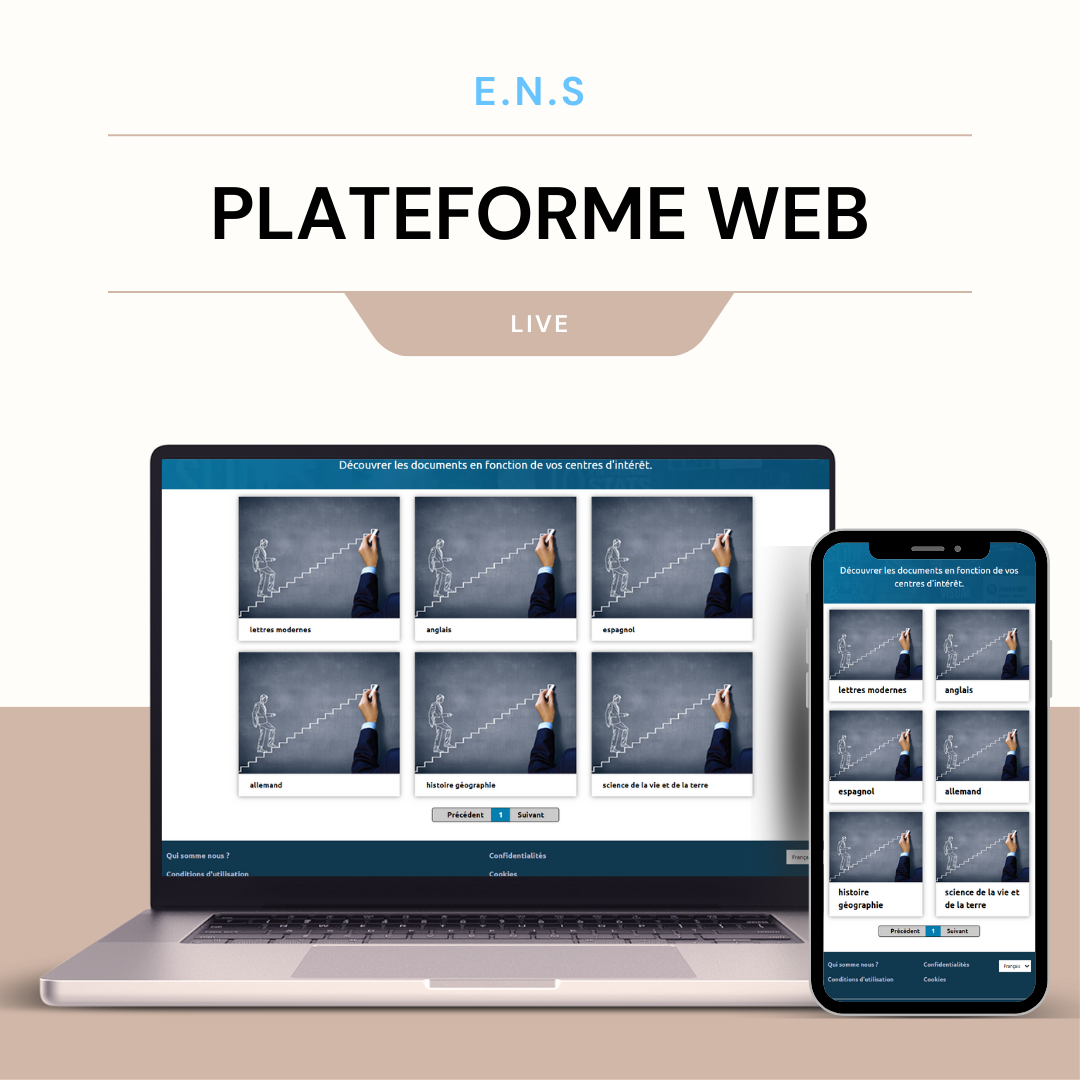 E.N.S
PLATEFORME WEB
LIVE
Découvrer les documents en fonction de vos centres d'intérêt.
lettres modernes
anglais
espagnol
allemand
histoire géographie
science de la vie et de la terre
Précédent 1 Suivant
Qui somme nous ?
Confidentialités
Conditions d'utilisation
Cookies
Découvrer les documents en fonction de vos
centres d'intérêt.
lettres modernes
anglais
espagnol
allemand
histoire
géographie
science de la vie et
de la terre
Précédent 1 Suivant
Qui somme nous ?
Confidentialités
Français
Conditions d'utilisation
Cookies